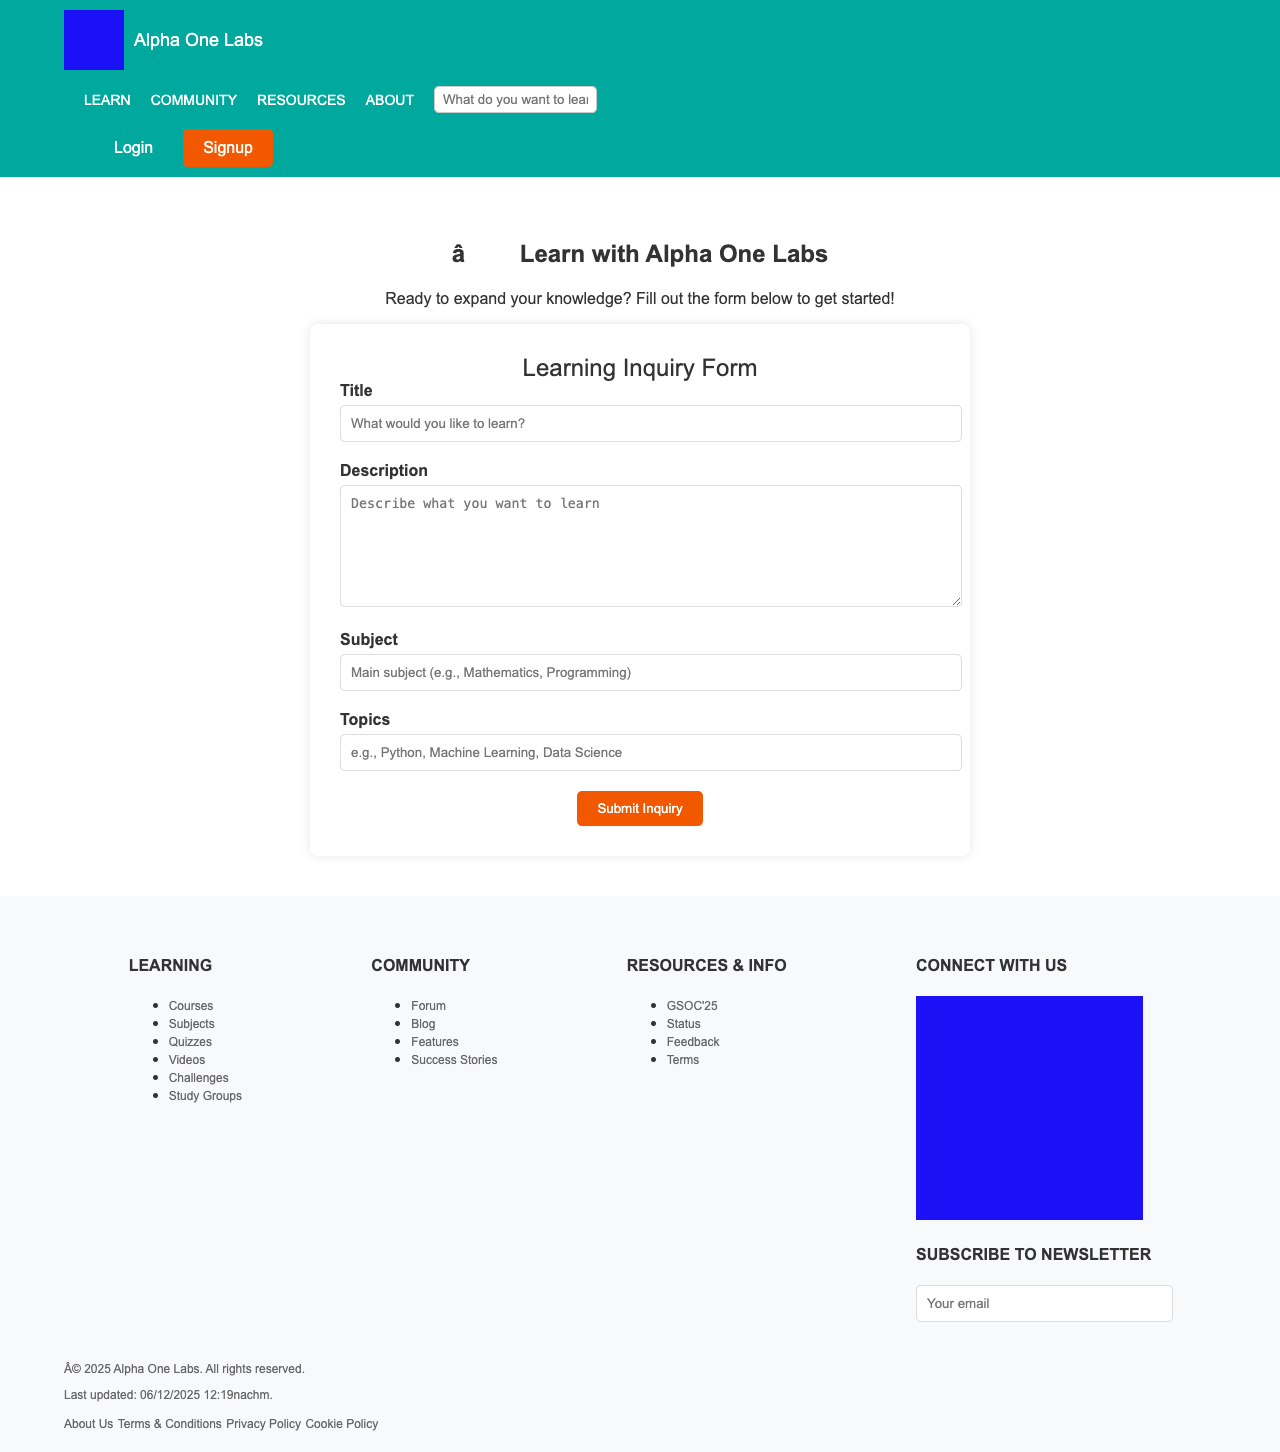 Alpha One Labs
LEARN COMMUNITY RESOURCES ABOUT What do you want to lear
Login Signup
â Learn with Alpha One Labs
Ready to expand your knowledge? Fill out the form below to get started!
Learning Inquiry Form
Title
What would you like to learn?
Description
Describe what you want to learn
Subject
Main subject (e.g., Mathematics, Programming)
Topics
e.g., Python, Machine Learning, Data Science
Submit Inquiry
LEARNING
Courses
Subjects
Quizzes
Videos
Challenges
Study Groups
COMMUNITY
Forum
Blog
Features
Success Stories
RESOURCES & INFO
GSOC'25
Status
Feedback
Terms
CONNECT WITH US
SUBSCRIBE TO NEWSLETTER
Your email
Â© 2025 Alpha One Labs. All rights reserved.
Last updated: 06/12/2025 12:19nachm.
About Us Terms & Conditions Privacy Policy Cookie Policy